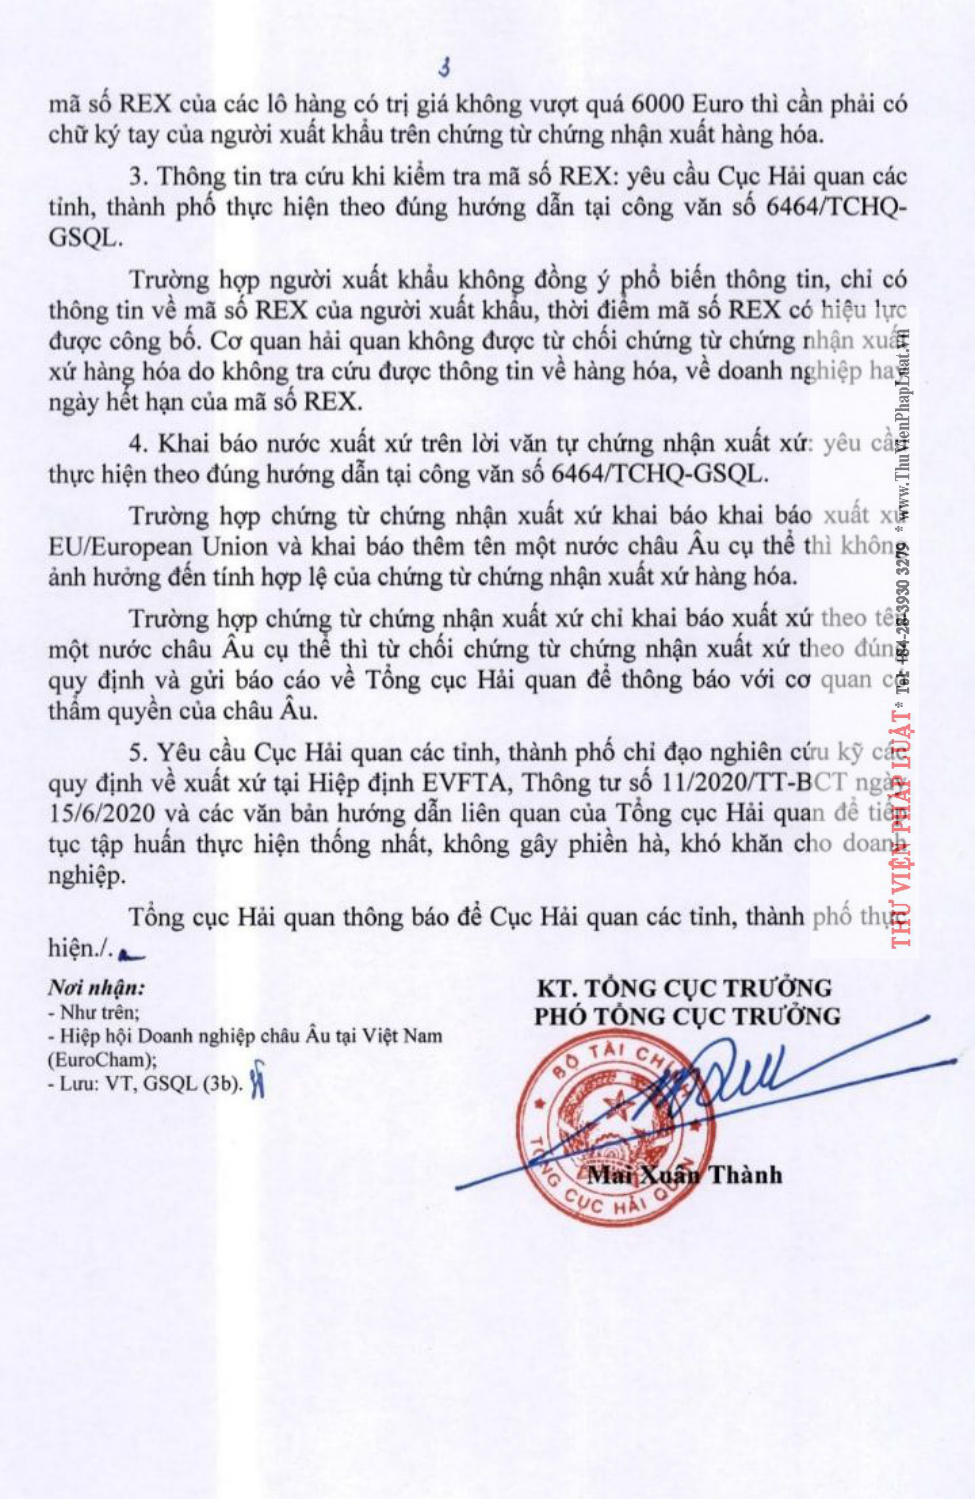 3
mã số REX của các lô hàng có trị giá không vượt quá 6000 Euro thì cần phải có
chữ ký tay của người xuất khẩu trên chứng từ chứng nhận xuất hàng hóa.
3. Thông tin tra cứu khi kiểm tra mã số REX: yêu cầu Cục Hải quan các
tỉnh, thành phố thực hiện theo đúng hướng dẫn tại công văn số 6464/TCHQ-
GSQL.
Trường hợp người xuất khẩu không đồng ý phổ biến thông tin, chỉ có
thông tin về mã số REX của người xuất khẩu, thời điểm mã số REX có hiệu lực
được công bố. Cơ quan hải quan không được từ chối chứng từ chứng nhận xuất
xứ hàng hóa do không tra cứu được thông tin về hàng hóa, về doanh nghiệp hay
ngày hết hạn của mã số REX.
4. Khai báo nước xuất xứ trên lời văn tự chứng nhận xuất xứ: yêu cầu
thực hiện theo đúng hướng dẫn tại công văn số 6464/TCHQ-GSQL.
Trường hợp chứng từ chứng nhận xuất xứ khai báo khai báo xuất xứ
EU/European Union và khai báo thêm tên một nước châu Âu cụ thể thì không
ảnh hưởng đến tính hợp lệ của chứng từ chứng nhận xuất xứ hàng hóa.
Trường hợp chứng từ chứng nhận xuất xứ chỉ khai báo xuất xứ theo tên
một nước châu Âu cụ thể thì từ chối chứng từ chứng nhận xuất xứ theo đúng
quy định và gửi báo cáo về Tổng cục Hải quan để thông báo với cơ quan có
thẩm quyền của châu Âu.
5. Yêu cầu Cục Hải quan các tỉnh, thành phố chỉ đạo nghiên cứu kỹ các
quy định về xuất xứ tại Hiệp định EVFTA, Thông tư số 11/2020/TT-BCT ngày
15/6/2020 và các văn bản hướng dẫn liên quan của Tổng cục Hải quan để tiếp
tục tập huấn thực hiện thống nhất, không gây phiền hà, khó khăn cho doanh
nghiệp.
Tổng cục Hải quan thông báo để Cục Hải quan các tỉnh, thành phố thực
hiện./.
Nơi nhận:
- Như trên;
- Hiệp hội Doanh nghiệp châu Âu tại Việt Nam
(EuroCham);
- Lưu: VT, GSQL (3b).
KT. TỔNG CỤC TRƯỞNG
PHÓ TỔNG CỤC TRƯỞNG
BỘ TÀI CHÍNH
TỔNG CỤC HẢI QUAN
Mai Xuân Thành
THƯ VIỆN PHÁP LUẬT * Tel: +84-28-3930 3279 * www.ThuVienPhapLuat.vn